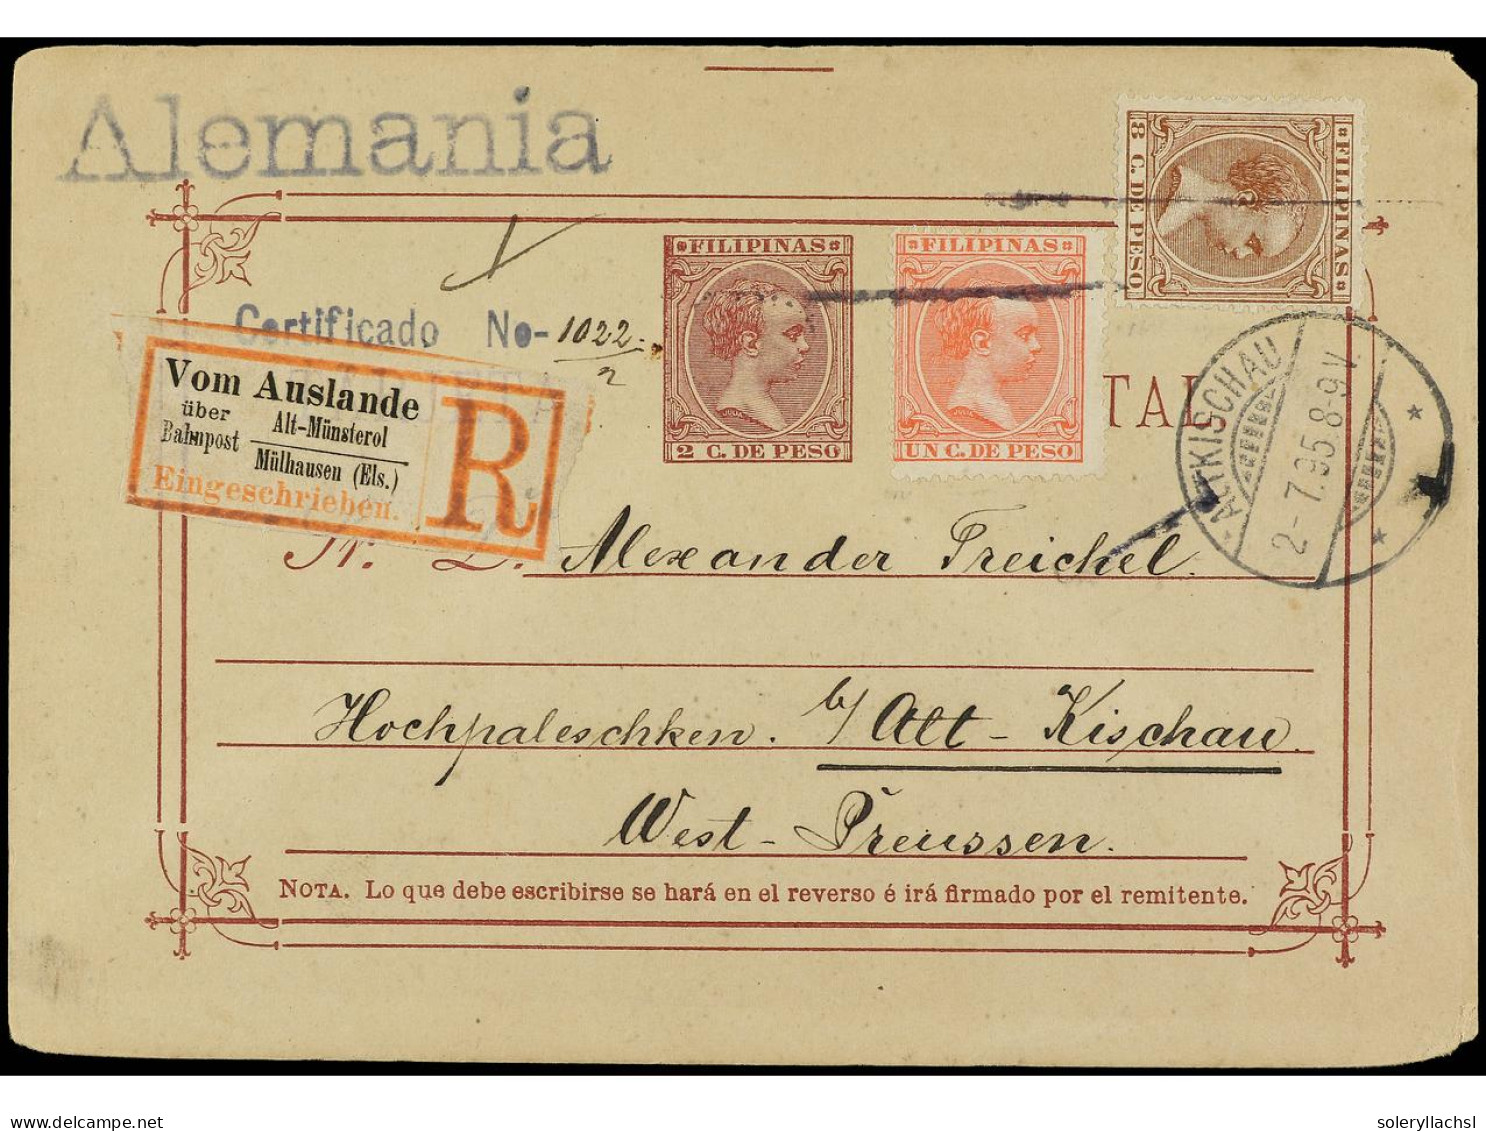 Alemania
FILIPINAS
2 C. DE PESO
FILIPINAS
UN C. DE PESO
FILIPINAS
8 C. DE PESO
Certificado No- 1022
2
TAL
Vom Auslande
über
Bahnpost
Alt-Münsterol
Mülhausen (Els.)
Eingeschrieben.
R
ALTKISCHAU
2-7.95.8-9V.
Alexander Treichel.
Hochpaleschken. b/ Alt-Kischau.
West-Preussen.
NOTA. Lo que debe escribirse se hará en el reverso é irá firmado por el remitente.
delcampe.net
soleryllachsl